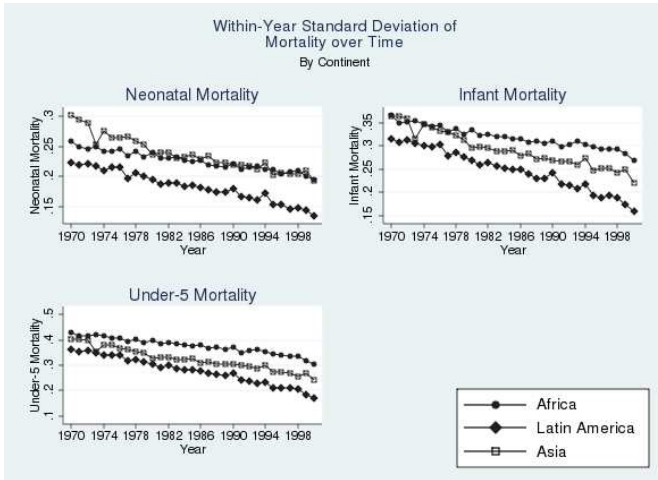 Within-Year Standard Deviation of
Mortality over Time
By Continent
Neonatal Mortality
Neonatal Mortality
.3
.25
.2
.15
1970 1974 1978 1982 1986 1990 1994 1998
Year
Infant Mortality
Infant Mortality
.35
.3
.25
.2
.15
1970 1974 1978 1982 1986 1990 1994 1998
Year
Under-5 Mortality
Under-5 Mortality
.5
.4
.3
.2
.1
1970 1974 1978 1982 1986 1990 1994 1998
Year
Africa
Latin America
Asia